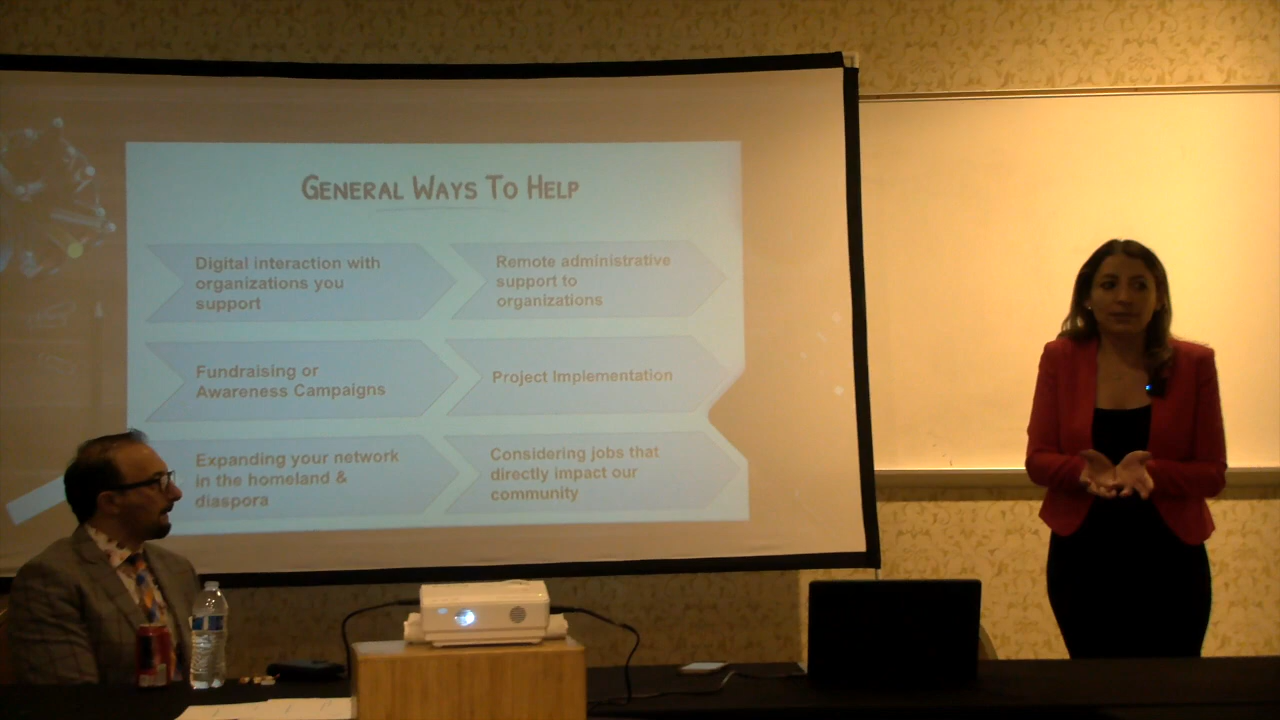 General Ways To Help
Digital interaction with
organizations you
support
Remote administrative
support to
organizations
Fundraising or
Awareness Campaigns
Project Implementation
Expanding your network
in the homeland &
diaspora
Considering jobs that
directly impact our
community